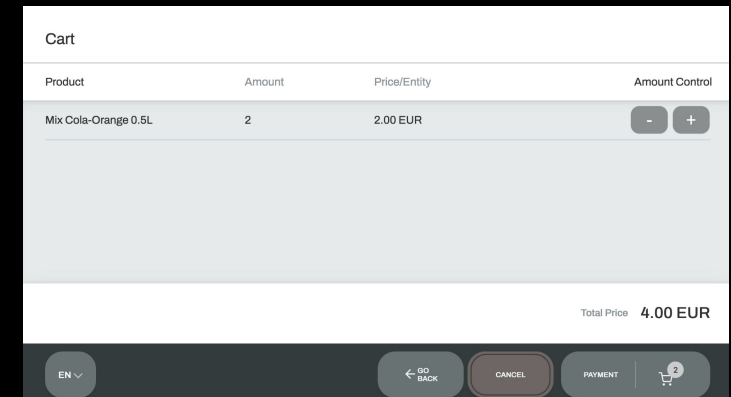 Cart
Product Amount Price/Entity Amount Control
Mix Cola-Orange 0.5L 2 2.00 EUR - +
Total Price 4.00 EUR
EN GO BACK CANCEL PAYMENT 2